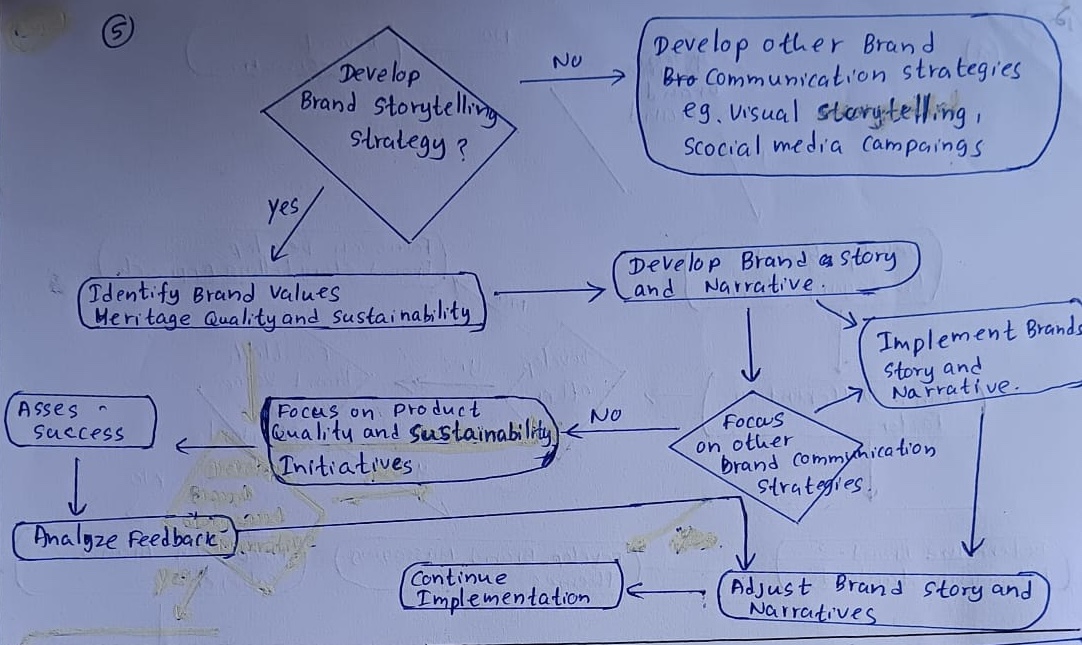 5
Develop
Brand Storytelling
Strategy?
NO
Develop other Brand
Bro Communication strategies
eg. visual storytelling,
scocial media campaings
yes
Identify Brand values
Heritage Quality and sustainability
Develop Brand story
and Narrative.
Implement Brands
Story and
Narrative.
Asses
success
Focus on product
Quality and sustainability
Initiatives
NO
Focus
on other
brand communication
strategies!
Analyze Feedback
Continue
Implementation
Adjust Brand story and
Narratives